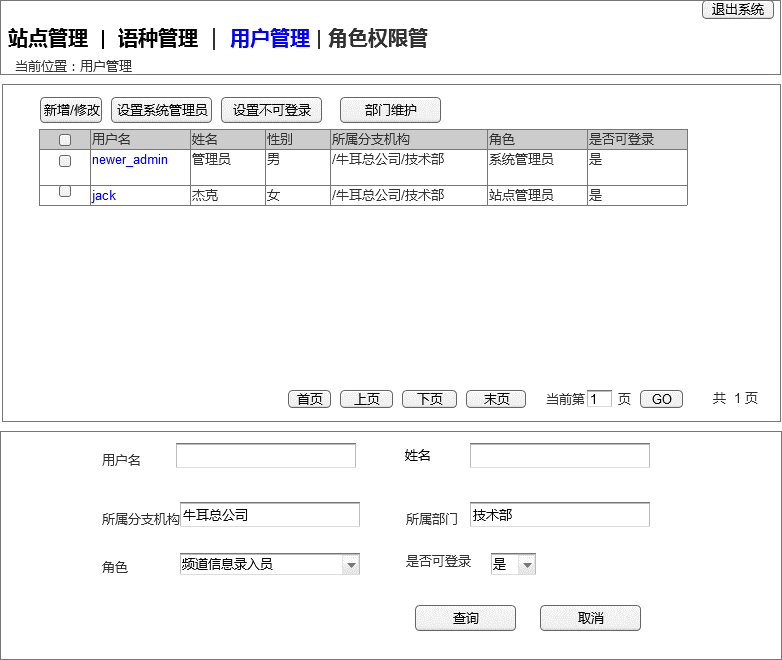 退出系统
站点管理 | 语种管理 | 用户管理 | 角色权限管
当前位置：用户管理
新增/修改 设置系统管理员 设置不可登录 部门维护
用户名 姓名 性别 所属分支机构 角色 是否可登录
newer_admin 管理员 男 /牛耳总公司/技术部 系统管理员 是
jack 杰克 女 /牛耳总公司/技术部 站点管理员 是
首页 上页 下页 末页 当前第 1 页 GO 共 1 页
用户名 姓名
所属分支机构 牛耳总公司 所属部门 技术部
角色 频道信息录入员 是否可登录 是
查询 取消